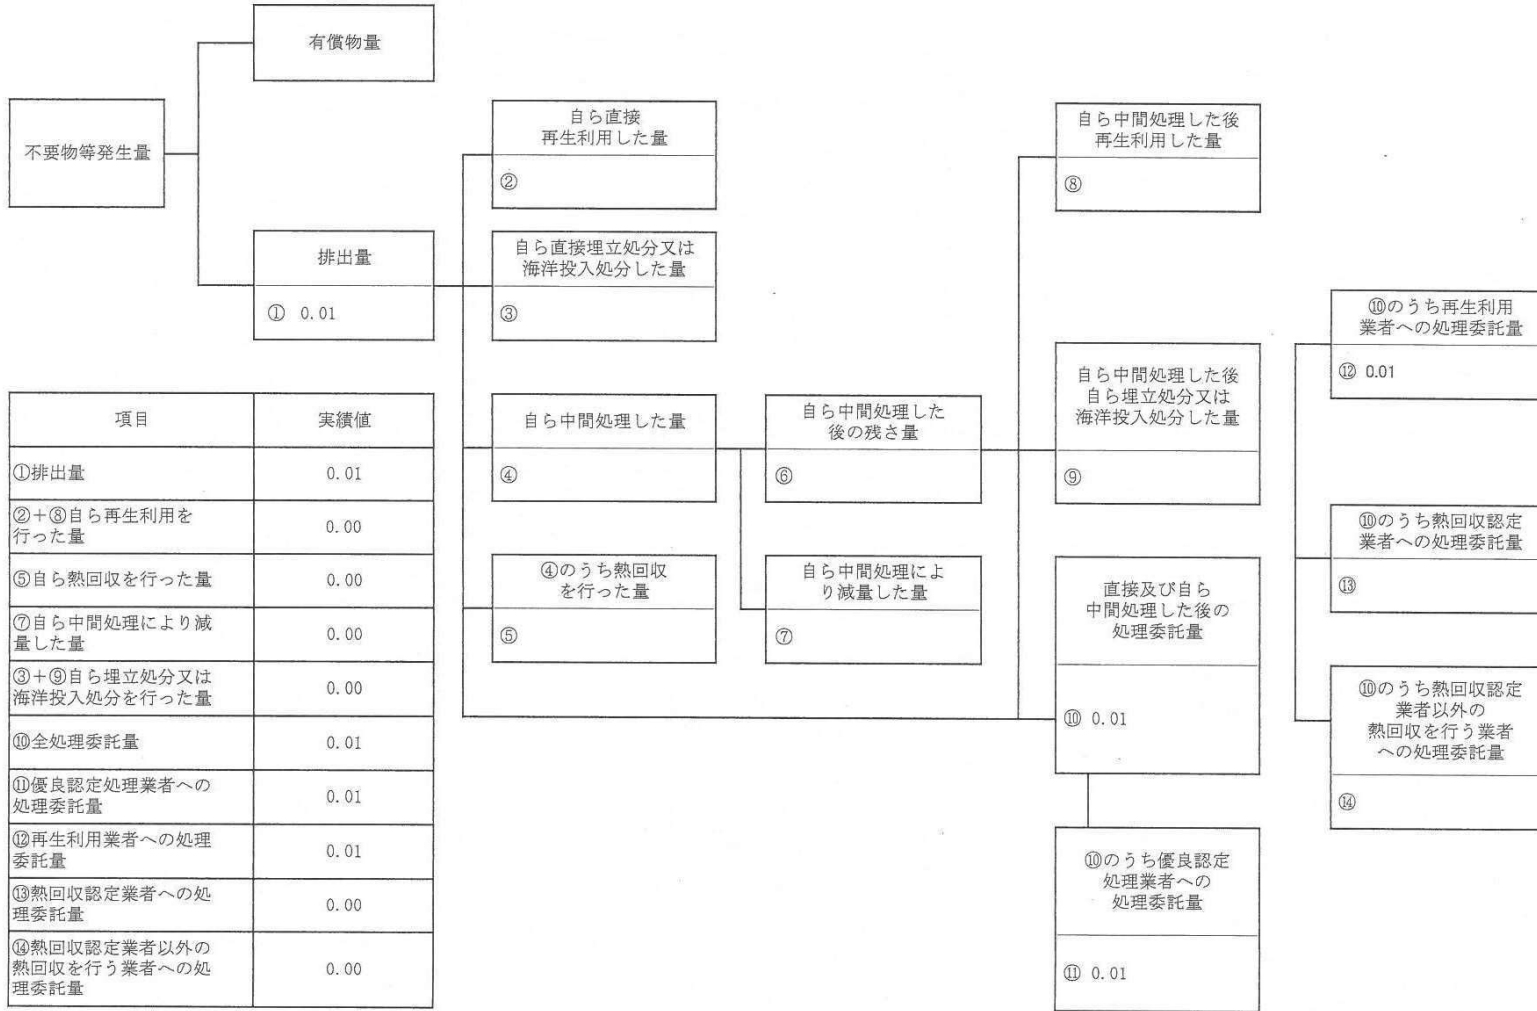 有償物量
不要物等発生量
排出量
① 0.01
自ら直接
再生利用した量
②
自ら直接埋立処分又は
海洋投入処分した量
③
自ら中間処理した量
④
④のうち熱回収
を行った量
⑤
自ら中間処理した
後の残さ量
⑥
自ら中間処理によ
り減量した量
⑦
自ら中間処理した後
再生利用した量
⑧
自ら中間処理した後
自ら埋立処分又は
海洋投入処分した量
⑨
直接及び自ら
中間処理した後の
処理委託量
⑩ 0.01
⑩のうち優良認定
処理業者への
処理委託量
⑪ 0.01
⑩のうち再生利用
業者への処理委託量
⑫ 0.01
⑩のうち熱回収認定
業者への処理委託量
⑬
⑩のうち熱回収認定
業者以外の
熱回収を行う業者
への処理委託量
⑭
項目 実績値
①排出量 0.01
②+⑧自ら再生利用を
行った量 0.00
⑤自ら熱回収を行った量 0.00
⑦自ら中間処理により減
量した量 0.00
③+⑨自ら埋立処分又は
海洋投入処分を行った量 0.00
⑩全処理委託量 0.01
⑪優良認定処理業者への
処理委託量 0.01
⑫再生利用業者への処理
委託量 0.01
⑬熱回収認定業者への処
理委託量 0.00
⑭熱回収認定業者以外の
熱回収を行う業者への処
理委託量 0.00